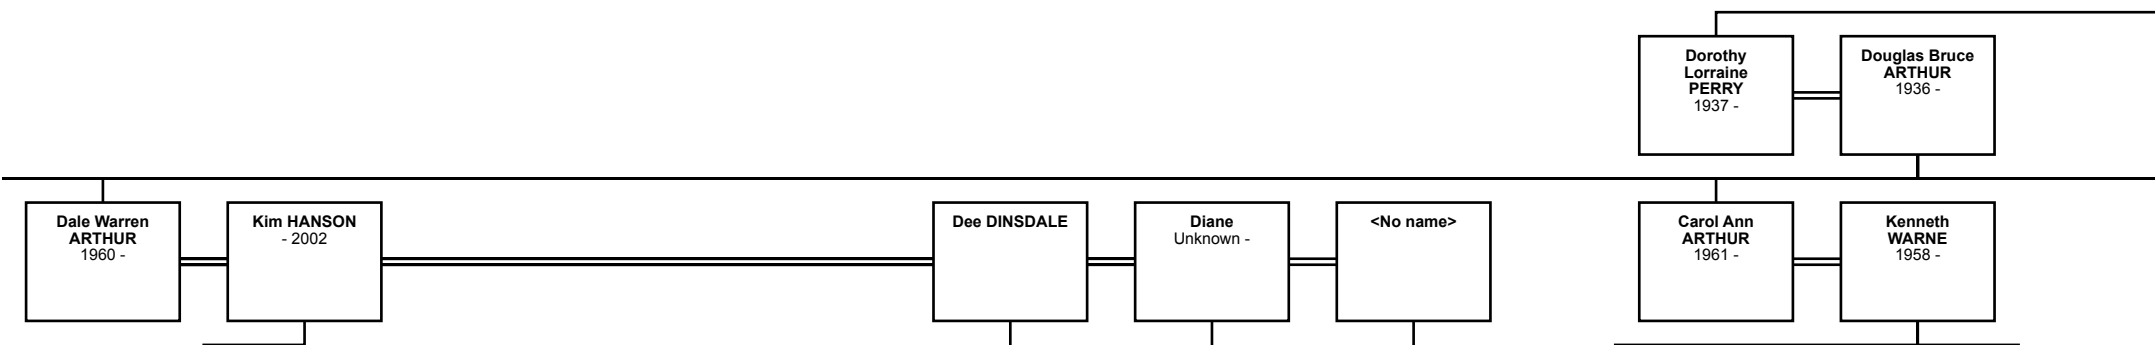 Dorothy
Lorraine
PERRY
1937 -
Douglas Bruce
ARTHUR
1936 -
Dale Warren
ARTHUR
1960 -
Kim HANSON
- 2002
Dee DINSDALE
Diane
Unknown -
<No name>
Carol Ann
ARTHUR
1961 -
Kenneth
WARNE
1958 -